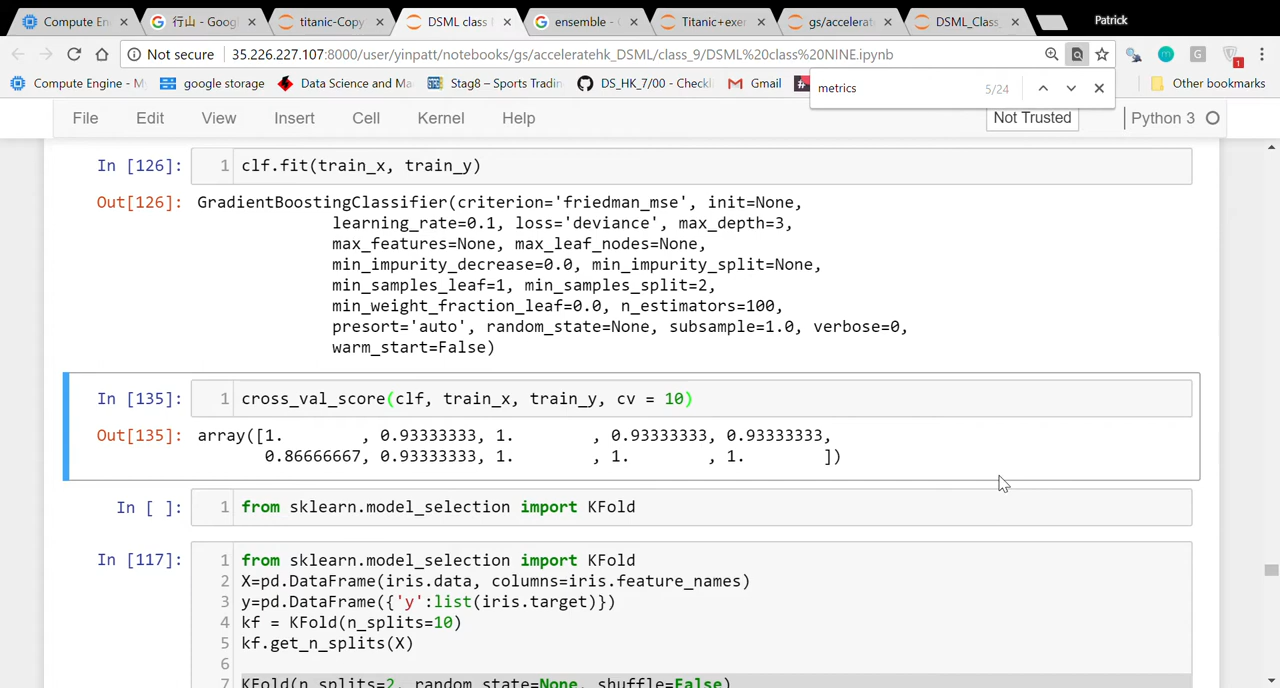 Compute En
行山 - Goog
titanic-Copy
DSML class
ensemble - G
Titanic+exer
gs/accelerat
DSML_Class_
Patrick
Not secure 35.226.227.107:8000/user/yinpatt/notebooks/gs/acceleratehk_DSML/class_9/DSML%20class%20NINE.ipynb
Compute Engine - M
google storage
Data Science and Ma
Stag8 – Sports Tradin
DS_HK_7/00 - Checkl
Gmail
Other bookmarks
metrics 5/24
File Edit View Insert Cell Kernel Help
Not Trusted Python 3
In [126]: 1 clf.fit(train_x, train_y)
Out[126]: GradientBoostingClassifier(criterion='friedman_mse', init=None,
learning_rate=0.1, loss='deviance', max_depth=3,
max_features=None, max_leaf_nodes=None,
min_impurity_decrease=0.0, min_impurity_split=None,
min_samples_leaf=1, min_samples_split=2,
min_weight_fraction_leaf=0.0, n_estimators=100,
presort='auto', random_state=None, subsample=1.0, verbose=0,
warm_start=False)
In [135]: 1 cross_val_score(clf, train_x, train_y, cv = 10)
Out[135]: array([1. , 0.93333333, 1. , 0.93333333, 0.93333333,
0.86666667, 0.93333333, 1. , 1. , 1. ])
In [ ]: 1 from sklearn.model_selection import KFold
In [117]: 1 from sklearn.model_selection import KFold
2 X=pd.DataFrame(iris.data, columns=iris.feature_names)
3 y=pd.DataFrame({'y':list(iris.target)})
4 kf = KFold(n_splits=10)
5 kf.get_n_splits(X)
6
7 KFold(n_splits=2, random_state=None, shuffle=False)